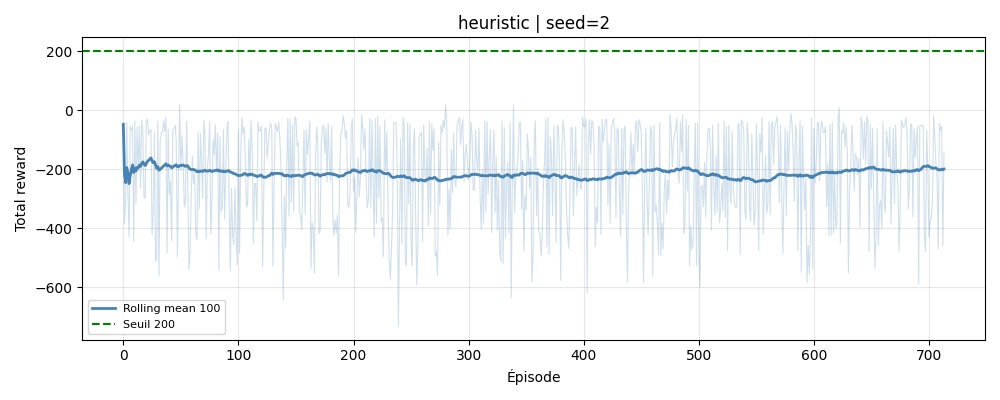 heuristic | seed=2
Total reward
200
0
−200
−400
−600
Rolling mean 100
Seuil 200
0 100 200 300 400 500 600 700
Épisode